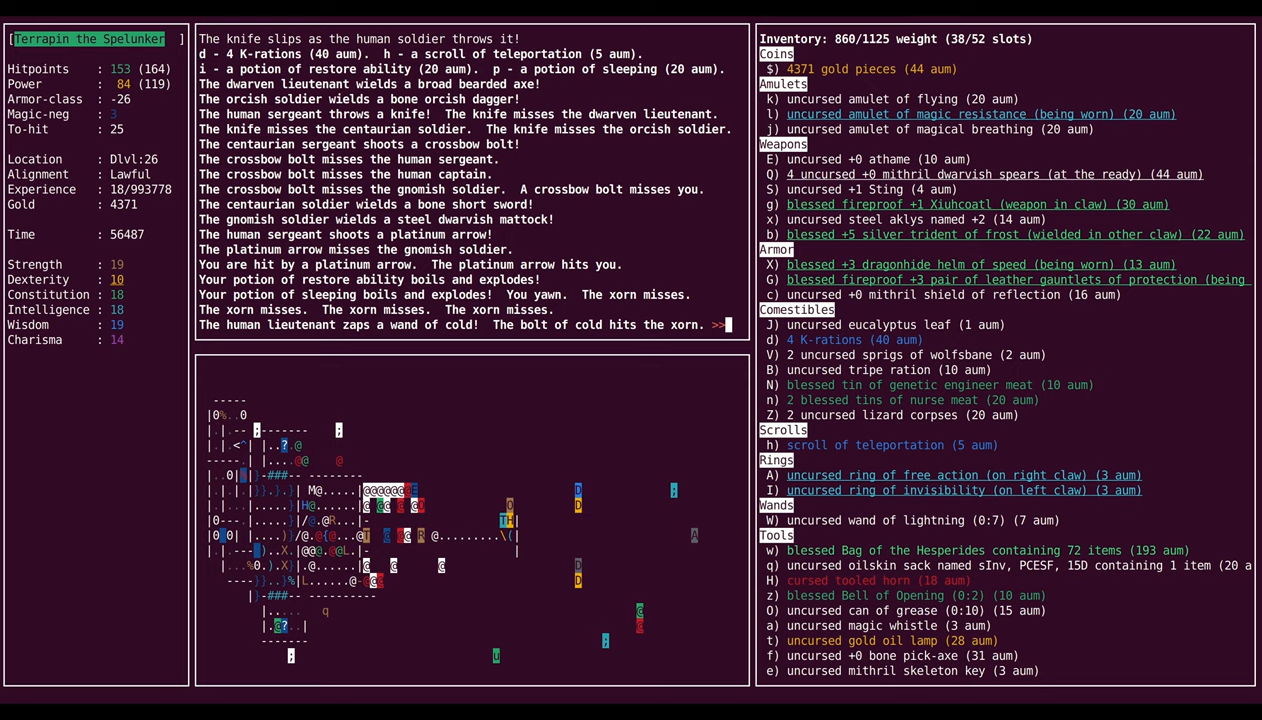 [Terrapin the Spelunker ]
Hitpoints : 153 (164)
Power : 84 (119)
Armor-class : -26
Magic-neg : 3
To-hit : 25
Location : Dlvl:26
Alignment : Lawful
Experience : 18/993778
Gold : 4371
Time : 56487
Strength : 19
Dexterity : 10
Constitution : 18
Intelligence : 18
Wisdom : 19
Charisma : 14
The knife slips as the human soldier throws it!
d - 4 K-rations (40 aum). h - a scroll of teleportation (5 aum).
i - a potion of restore ability (20 aum). p - a potion of sleeping (20 aum).
The dwarven lieutenant wields a broad bearded axe!
The orcish soldier wields a bone orcish dagger!
The human sergeant throws a knife! The knife misses the dwarven lieutenant.
The knife misses the centaurian soldier. The knife misses the orcish soldier.
The centaurian sergeant shoots a crossbow bolt!
The crossbow bolt misses the human sergeant.
The crossbow bolt misses the human captain.
The crossbow bolt misses the gnomish soldier. A crossbow bolt misses you.
The centaurian soldier wields a bone short sword!
The gnomish soldier wields a steel dwarvish mattock!
The human sergeant shoots a platinum arrow!
The platinum arrow misses the gnomish soldier.
You are hit by a platinum arrow. The platinum arrow hits you.
Your potion of restore ability boils and explodes!
Your potion of sleeping boils and explodes! You yawn. The xorn misses.
The xorn misses. The xorn misses. The xorn misses.
The human lieutenant zaps a wand of cold! The bolt of cold hits the xorn. >>
Inventory: 860/1125 weight (38/52 slots)
Coins
$) 4371 gold pieces (44 aum)
Amulets
k) uncursed amulet of flying (20 aum)
l) uncursed amulet of magic resistance (being worn) (20 aum)
j) uncursed amulet of magical breathing (20 aum)
Weapons
E) uncursed +0 athame (10 aum)
Q) 4 uncursed +0 mithril dwarvish spears (at the ready) (44 aum)
S) uncursed +1 Sting (4 aum)
g) blessed fireproof +1 Xiuhcoatl (weapon in claw) (30 aum)
x) uncursed steel aklys named +2 (14 aum)
b) blessed +5 silver trident of frost (wielded in other claw) (22 aum)
Armor
X) blessed +3 dragonhide helm of speed (being worn) (13 aum)
G) blessed fireproof +3 pair of leather gauntlets of protection (being
c) uncursed +0 mithril shield of reflection (16 aum)
Comestibles
J) uncursed eucalyptus leaf (1 aum)
d) 4 K-rations (40 aum)
V) 2 uncursed sprigs of wolfsbane (2 aum)
B) uncursed tripe ration (10 aum)
N) blessed tin of genetic engineer meat (10 aum)
n) 2 blessed tins of nurse meat (20 aum)
Z) 2 uncursed lizard corpses (20 aum)
Scrolls
h) scroll of teleportation (5 aum)
Rings
A) uncursed ring of free action (on right claw) (3 aum)
I) uncursed ring of invisibility (on left claw) (3 aum)
Wands
W) uncursed wand of lightning (0:7) (7 aum)
Tools
w) blessed Bag of the Hesperides containing 72 items (193 aum)
q) uncursed oilskin sack named sInv, PCESF, 15D containing 1 item (20 a
H) cursed tooled horn (18 aum)
z) blessed Bell of Opening (0:2) (10 aum)
O) uncursed can of grease (0:10) (15 aum)
a) uncursed magic whistle (3 aum)
t) uncursed gold oil lamp (28 aum)
f) uncursed +0 bone pick-axe (31 aum)
e) uncursed mithril skeleton key (3 aum)